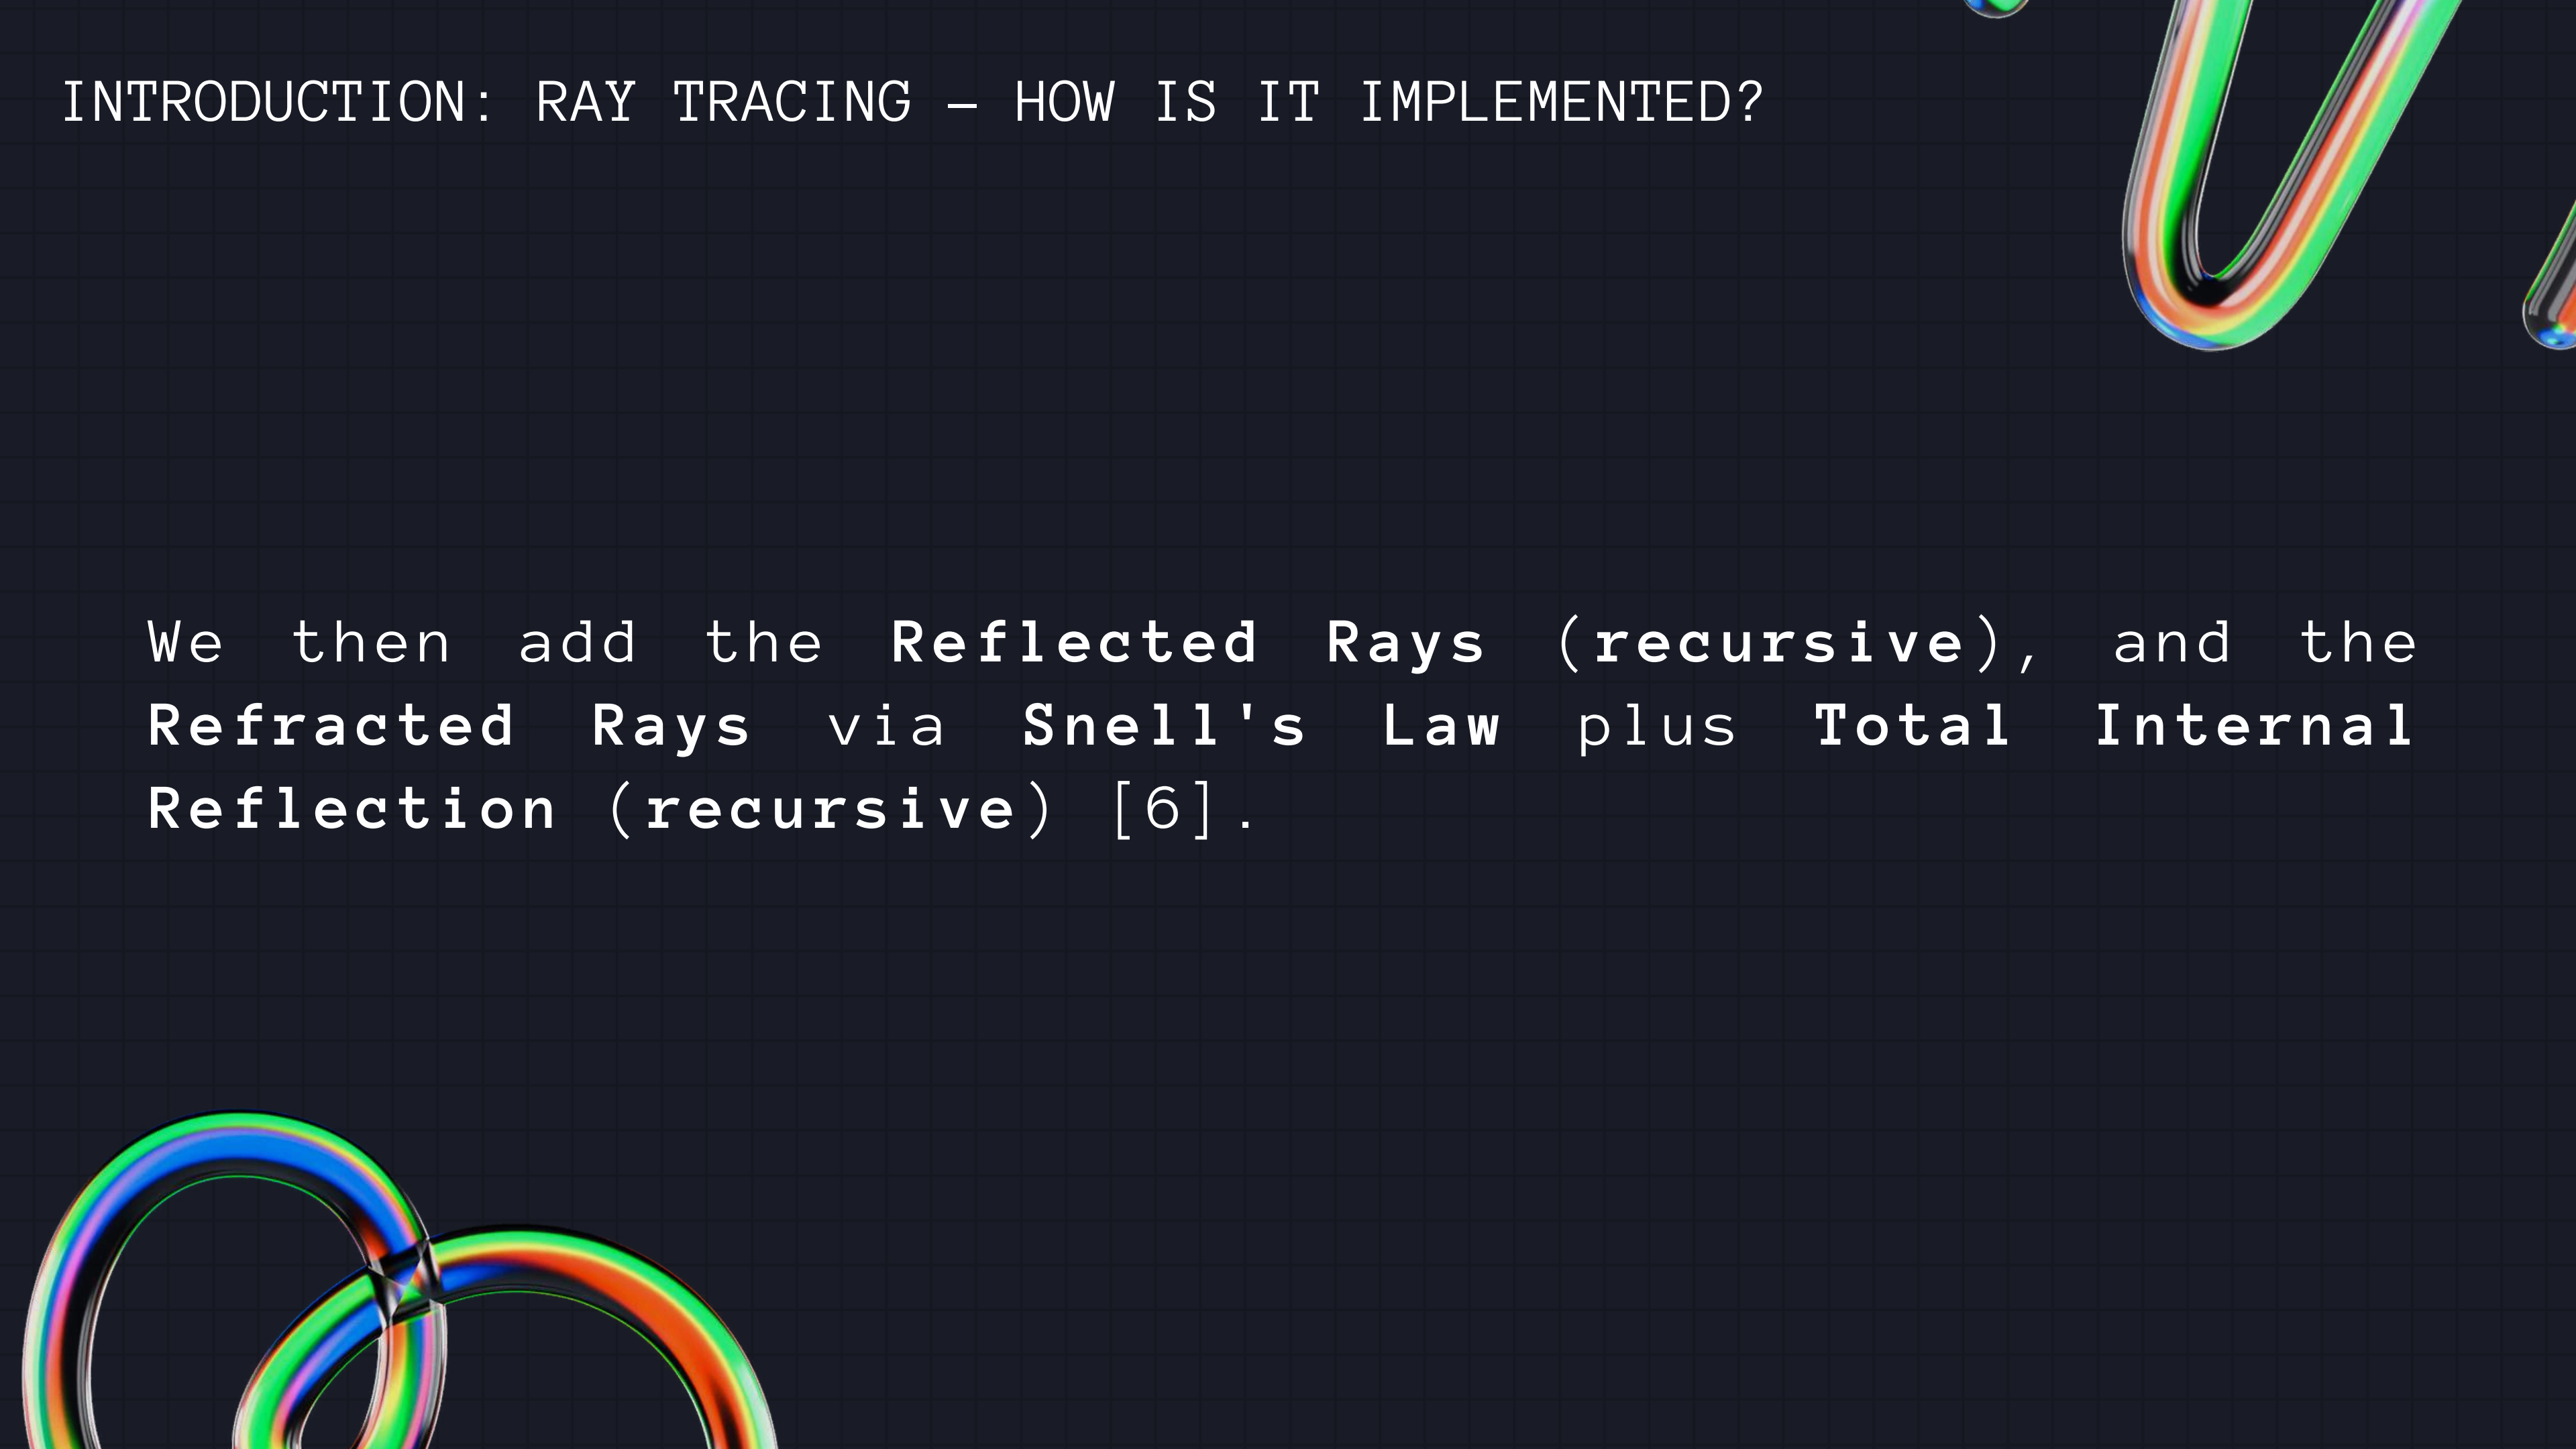 INTRODUCTION: RAY TRACING – HOW IS IT IMPLEMENTED?
We then add the Reflected Rays (recursive), and the
Refracted Rays via Snell's Law plus Total Internal
Reflection (recursive) [6].